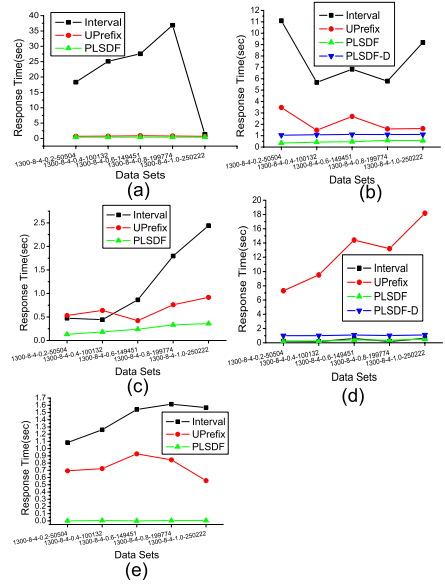 Response Time(sec)
40
35
30
25
20
15
10
5
0
Interval
UPrefix
PLSDF
1300-8-4-0.2-50504
1300-8-4-0.4-100132
1300-8-4-0.6-149451
1300-8-4-0.8-199774
1300-8-4-1.0-250222
Data Sets
(a)
Response Time(sec)
12
11
10
9
8
7
6
5
4
3
2
1
0
Interval
UPrefix
PLSDF
PLSDF-D
1300-8-4-0.2-50504
1300-8-4-0.4-100132
1300-8-4-0.6-149451
1300-8-4-0.8-199774
1300-8-4-1.0-250222
Data Sets
(b)
Response Time(sec)
2.5
2.0
1.5
1.0
0.5
0.0
Interval
UPrefix
PLSDF
1300-8-4-0.2-50504
1300-8-4-0.4-100132
1300-8-4-0.6-149451
1300-8-4-0.8-199774
1300-8-4-1.0-250222
Data Sets
(c)
Response Time(sec)
20
18
16
14
12
10
8
6
4
2
0
Interval
UPrefix
PLSDF
PLSDF-D
1300-8-4-0.2-50504
1300-8-4-0.4-100132
1300-8-4-0.6-149451
1300-8-4-0.8-199774
1300-8-4-1.0-250222
Data Sets
(d)
Response Time(sec)
1.7
1.6
1.5
1.4
1.3
1.2
1.1
1.0
0.9
0.8
0.7
0.6
0.5
0.4
0.3
0.2
0.1
0.0
Interval
UPrefix
PLSDF
1300-8-4-0.2-50504
1300-8-4-0.4-100132
1300-8-4-0.6-149451
1300-8-4-0.8-199774
1300-8-4-1.0-250222
Data Sets
(e)